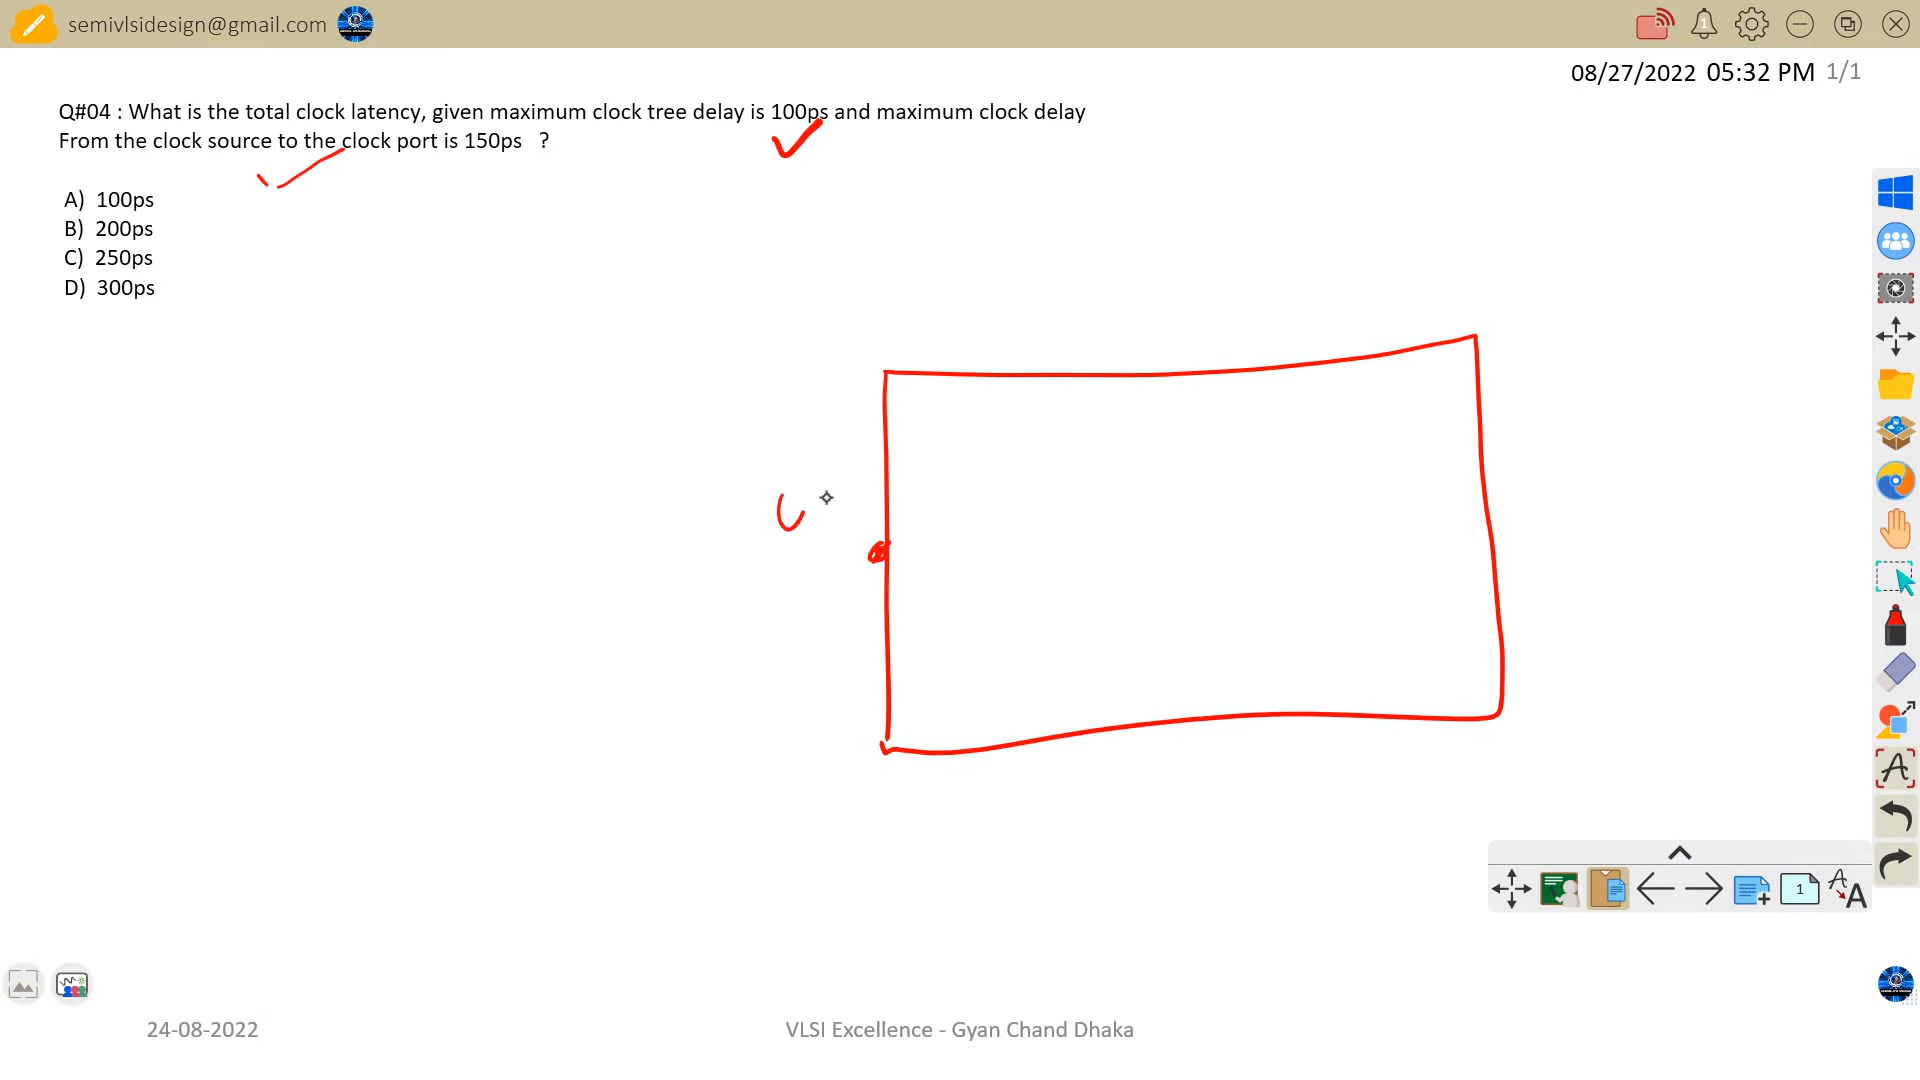 semivlsidesign@gmail.com
1
08/27/2022 05:32 PM 1/1
Q#04 : What is the total clock latency, given maximum clock tree delay is 100ps and maximum clock delay
From the clock source to the clock port is 150ps ?
A) 100ps
B) 200ps
C) 250ps
D) 300ps
1
24-08-2022
VLSI Excellence - Gyan Chand Dhaka